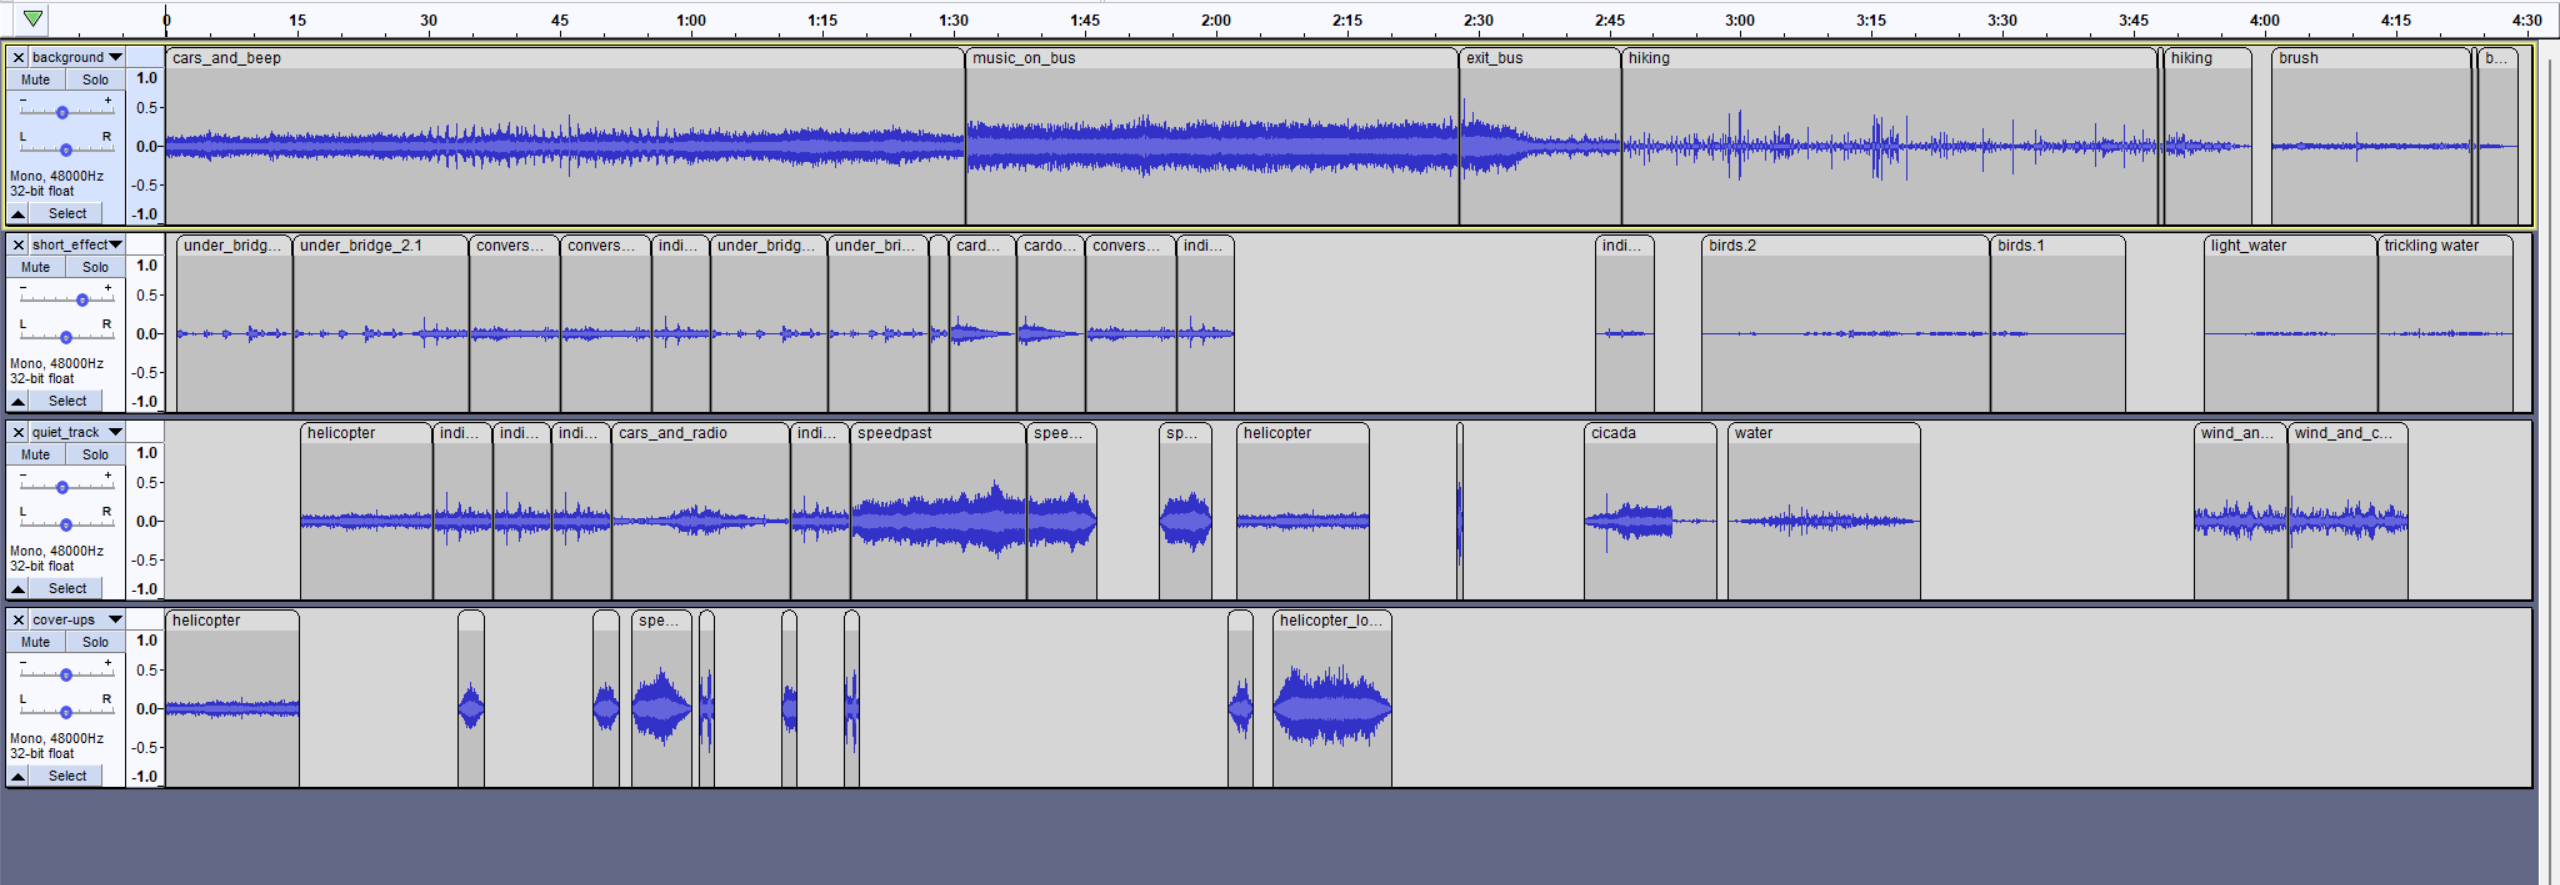 0 15 30 45 1:00 1:15 1:30 1:45 2:00 2:15 2:30 2:45 3:00 3:15 3:30 3:45 4:00 4:15 4:30
background cars_and_beep music_on_bus exit_bus hiking hiking brush b...
Mute Solo 1.0
- + 0.5
L R
0.0
Mono, 48000Hz
32-bit float -0.5
Select -1.0
short_effect under_bridg... under_bridge_2.1 convers... convers... indi... under_bridg... under_bri... card... cardo... convers... indi... indi... birds.2 birds.1 light_water trickling water
Mute Solo 1.0
- + 0.5
L R
0.0
Mono, 48000Hz
32-bit float -0.5
Select -1.0
quiet_track helicopter indi... indi... indi... cars_and_radio indi... speedpast spee... sp... helicopter cicada water wind_an... wind_and_c...
Mute Solo 1.0
- + 0.5
L R
0.0
Mono, 48000Hz
32-bit float -0.5
Select -1.0
cover-ups helicopter spe... helicopter_lo...
Mute Solo 1.0
- + 0.5
L R
0.0
Mono, 48000Hz
32-bit float -0.5
Select -1.0